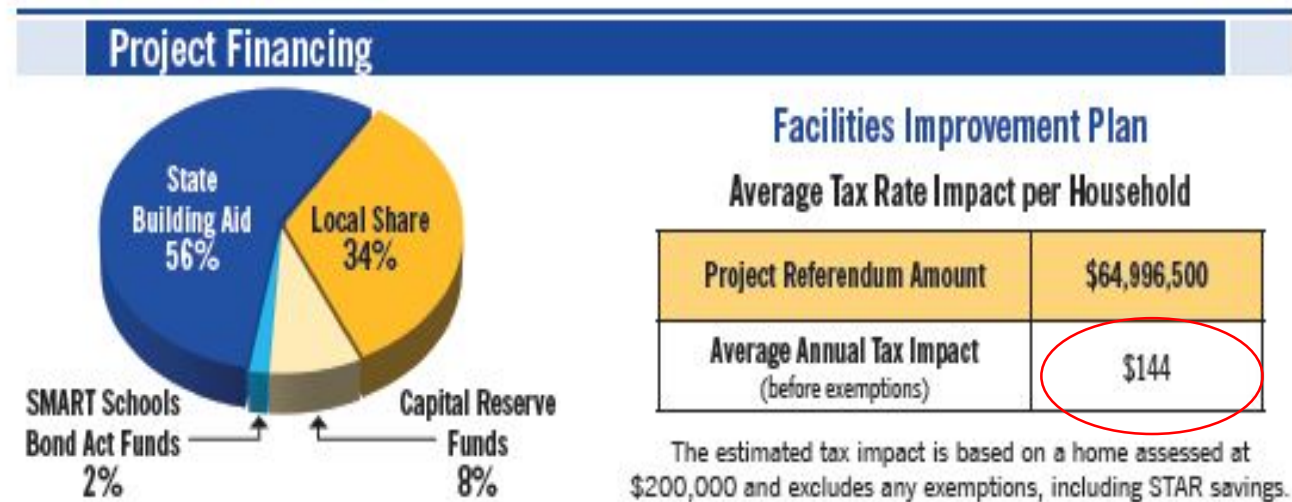 Project Financing
State
Building Aid
56%
Local Share
34%
SMART Schools
Bond Act Funds
2%
Capital Reserve
Funds
8%
Facilities Improvement Plan
Average Tax Rate Impact per Household
Project Referendum Amount $64,996,500
Average Annual Tax Impact
(before exemptions)
$144
The estimated tax impact is based on a home assessed at
$200,000 and excludes any exemptions, including STAR savings.